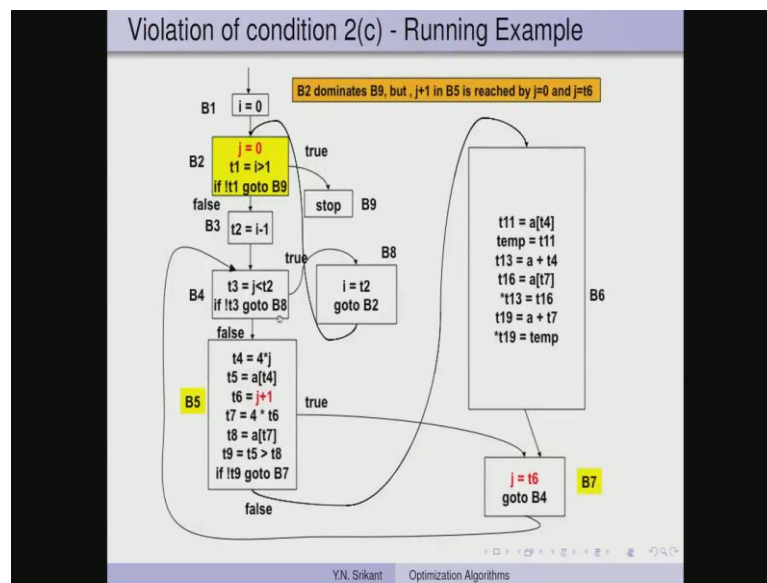 Violation of condition 2(c) - Running Example
B2 dominates B9, but , j+1 in B5 is reached by j=0 and j=t6
B1
i = 0
B2
j = 0
t1 = i>1
if !t1 goto B9
true
stop
B9
false
B3
t2 = i-1
true
B8
i = t2
goto B2
B4
t3 = j<t2
if !t3 goto B8
false
B5
t4 = 4*j
t5 = a[t4]
t6 = j+1
t7 = 4 * t6
t8 = a[t7]
t9 = t5 > t8
if !t9 goto B7
true
false
t11 = a[t4]
temp = t11
t13 = a + t4
t16 = a[t7]
*t13 = t16
t19 = a + t7
*t19 = temp
B6
j = t6
goto B4
B7
Y.N. Srikant
Optimization Algorithms